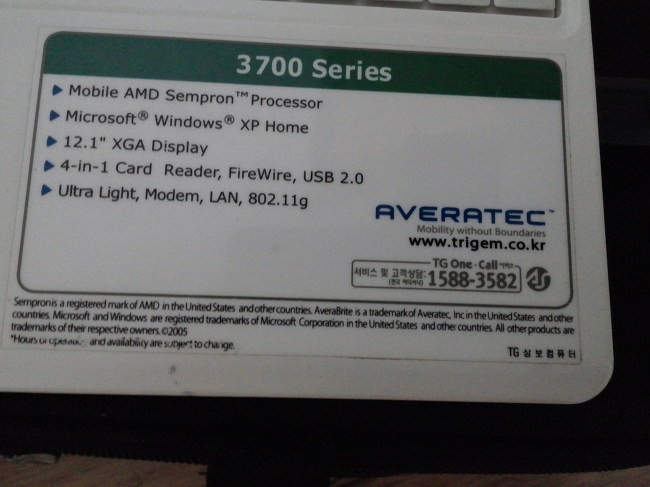 3700 Series
Mobile AMD Sempron™ Processor
Microsoft® Windows® XP Home
12.1" XGA Display
4-in-1 Card Reader, FireWire, USB 2.0
Ultra Light, Modem, LAN, 802.11g
AVERATEC™
Mobility without Boundaries
www.trigem.co.kr
TG One·Call
서비스 및 고객상담: 1588-3582
AS
Sempron is a registered mark of AMD in the United States and other countries. AveraBrite is a trademark of Averatec, Inc in the United States and other
countries. Microsoft and Windows are registered trademarks of Microsoft Corporation in the United States and other countries. All other products are
trademarks of their respective owners. ©2005
*Hours of operation, and availability are subject to change.
TG 삼보컴퓨터